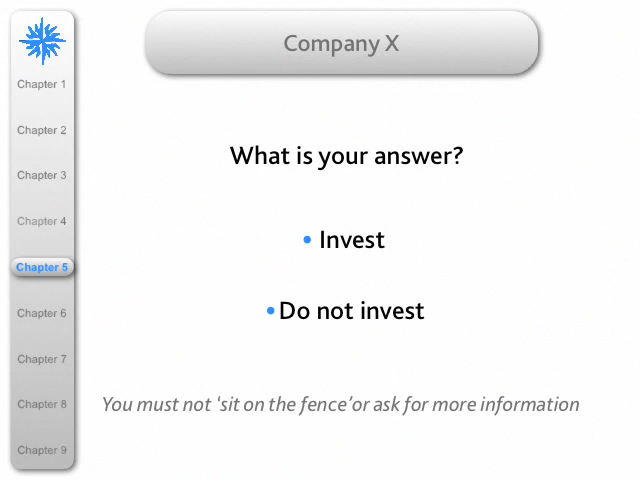 Company X
Chapter 1
Chapter 2
Chapter 3
Chapter 4
Chapter 5
Chapter 6
Chapter 7
Chapter 8
Chapter 9
What is your answer?
• Invest
• Do not invest
You must not ‘sit on the fence’or ask for more information